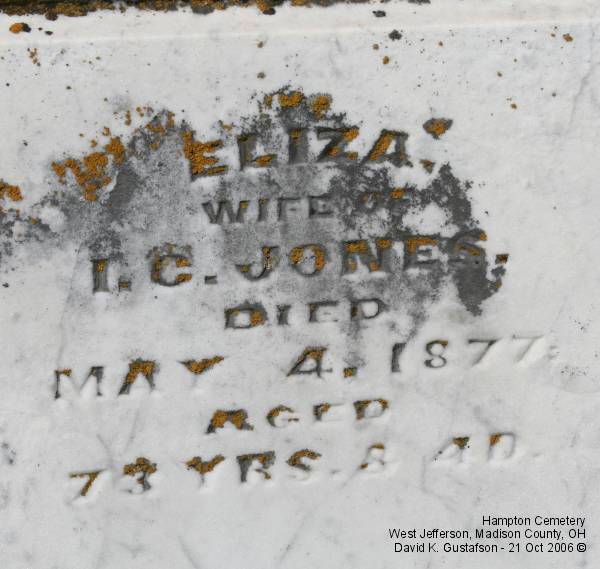 ELIZA,
WIFE OF
I. C. JONES.
DIED
MAY 4. 1877.
AGED
73 YRS. & 4 D.
Hampton Cemetery
West Jefferson, Madison County, OH
David K. Gustafson - 21 Oct 2006 ©